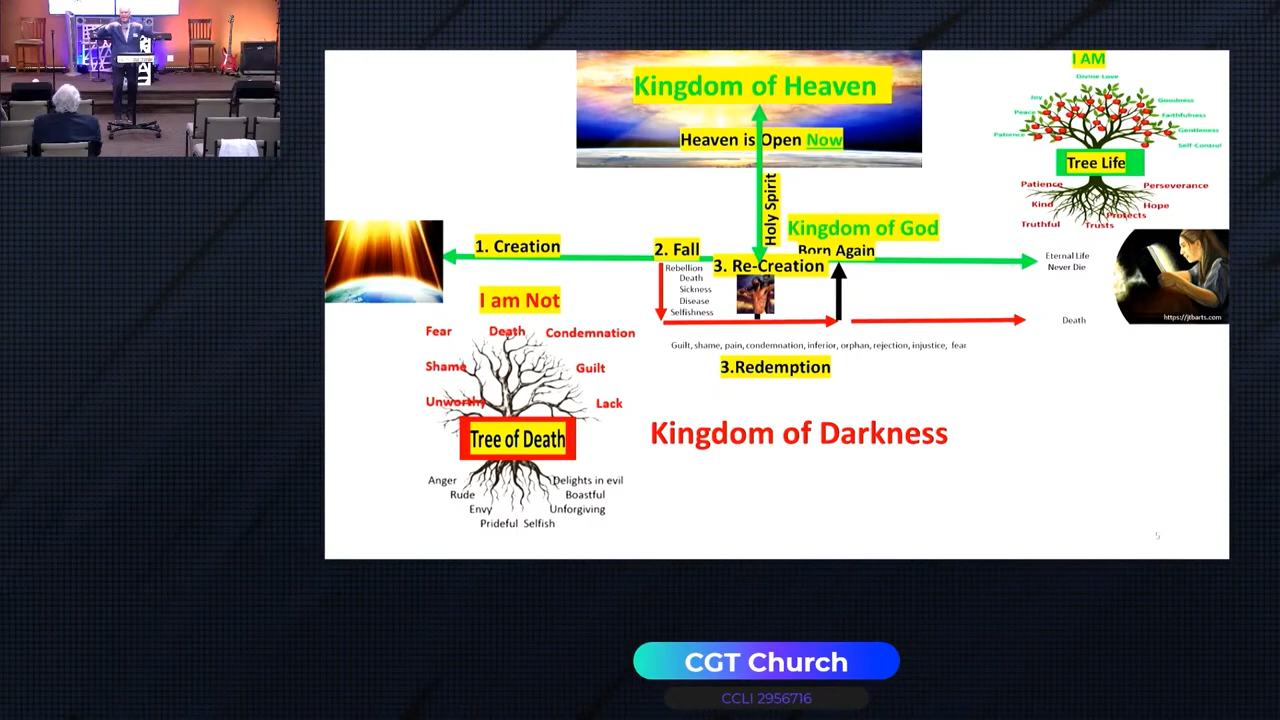 Kingdom of Heaven
Heaven is Open Now
Holy Spirit
I AM
Divine Love
Joy
Peace
Patience
Goodness
Faithfulness
Gentleness
Self-Control
Tree Life
Patience
Kind
Truthful
Trusts
Protects
Hope
Perseverance
1. Creation
2. Fall
Rebellion
Death
Sickness
Disease
Selfishness
Kingdom of God
Born Again
3. Re-Creation
Eternal Life
Never Die
https://jtbarts.com
Death
Guilt, shame, pain, condemnation, inferior, orphan, rejection, injustice, fear
3.Redemption
I am Not
Fear
Death
Condemnation
Shame
Guilt
Unworthy
Lack
Tree of Death
Anger
Rude
Envy
Prideful Selfish
Delights in evil
Boastful
Unforgiving
Kingdom of Darkness
5
CGT Church
CCLI 2956716